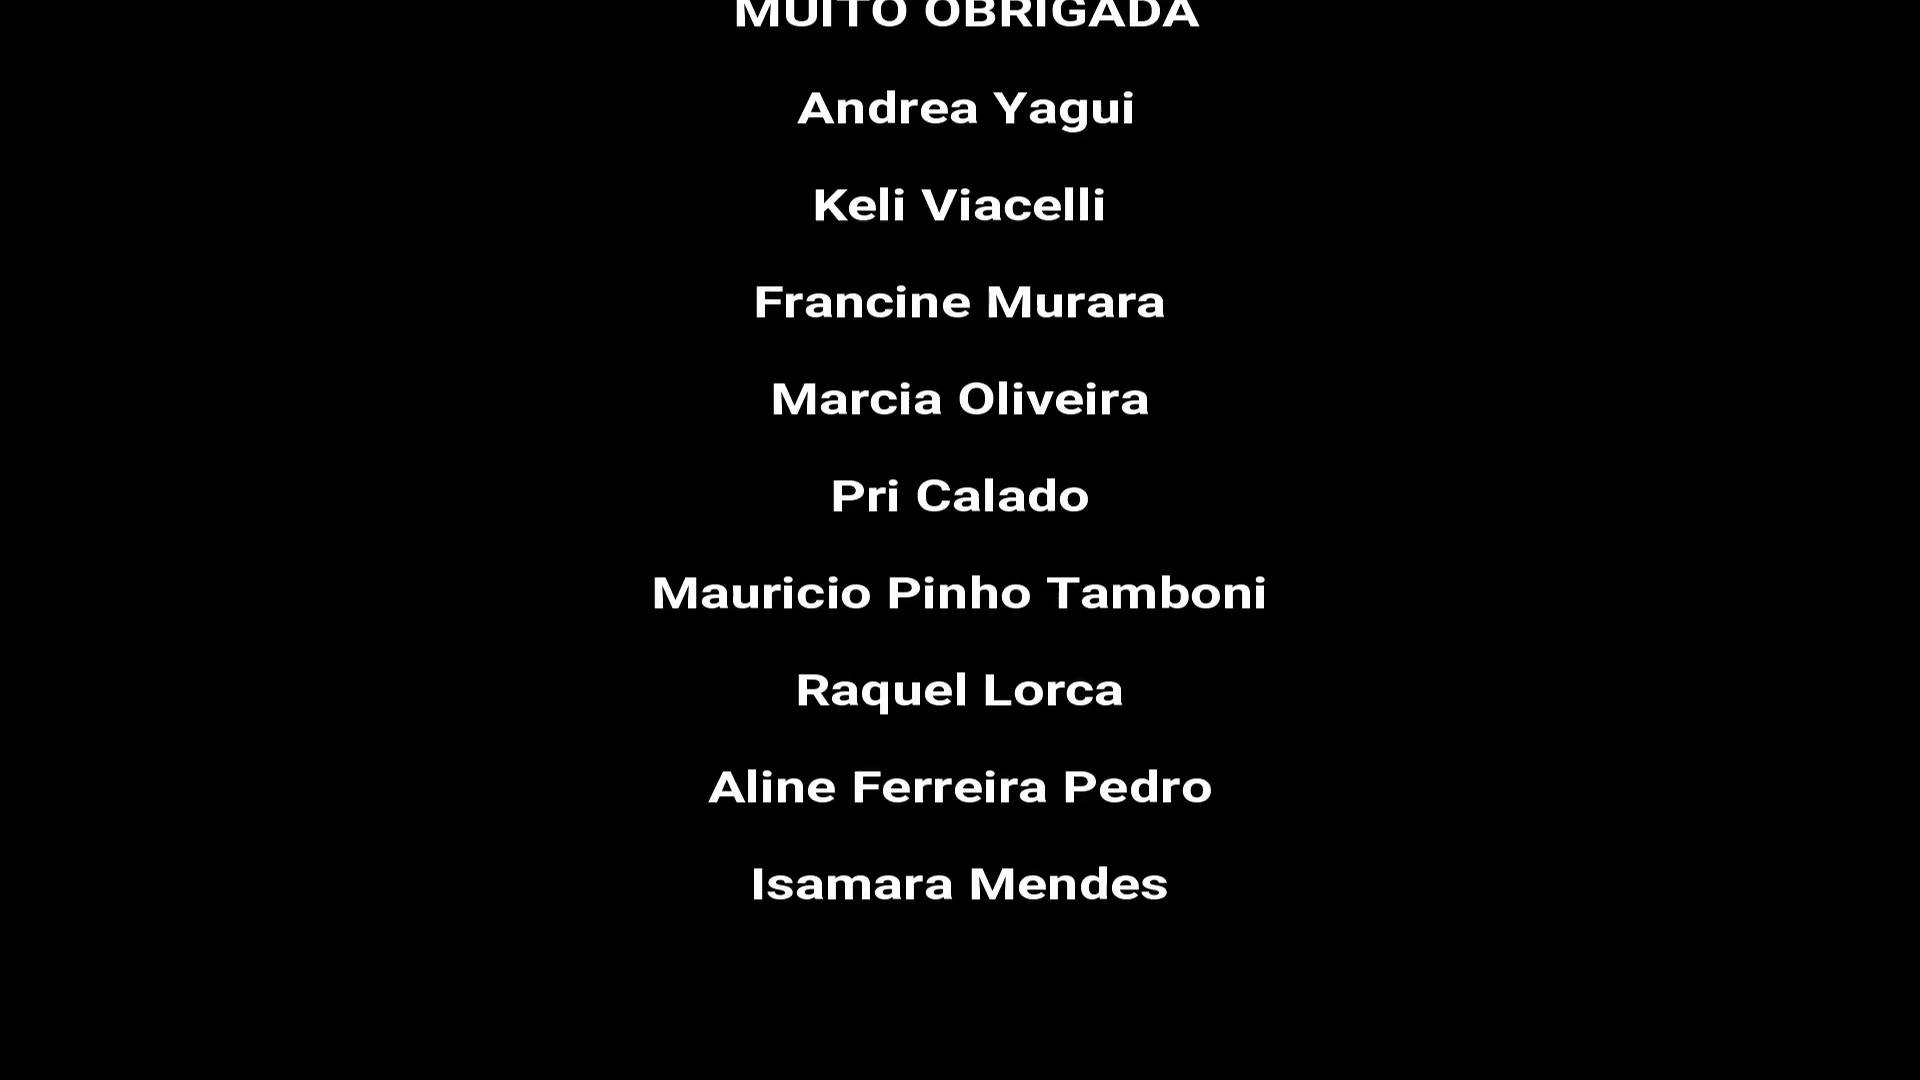 MUITO OBRIGADA
Andrea Yagui
Keli Viacelli
Francine Murara
Marcia Oliveira
Pri Calado
Mauricio Pinho Tamboni
Raquel Lorca
Aline Ferreira Pedro
Isamara Mendes